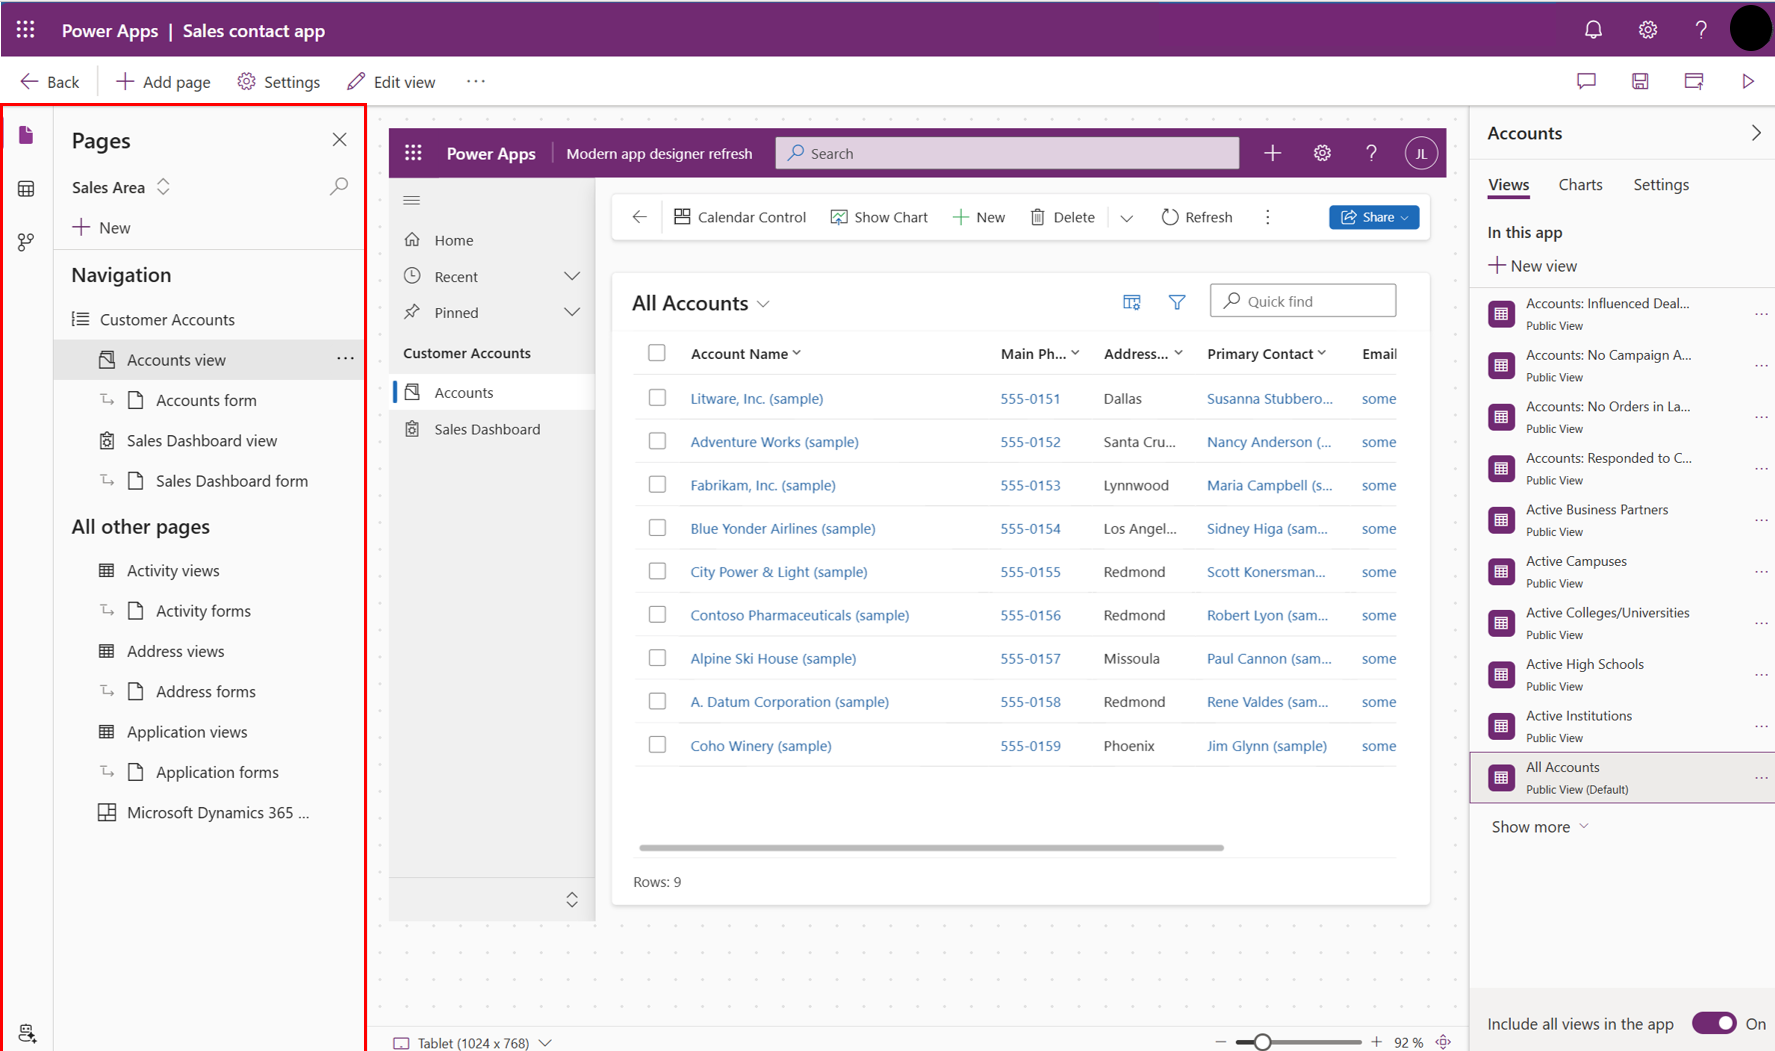 Power Apps | Sales contact app
Back
Add page
Settings
Edit view
Pages
Sales Area
New
Navigation
Customer Accounts
Accounts view
Accounts form
Sales Dashboard view
Sales Dashboard form
All other pages
Activity views
Activity forms
Address views
Address forms
Application views
Application forms
Microsoft Dynamics 365 ...
Power Apps
Modern app designer refresh
Search
JL
Home
Recent
Pinned
Customer Accounts
Accounts
Sales Dashboard
Calendar Control
Show Chart
New
Delete
Refresh
Share
All Accounts
Quick find
Account Name Main Ph... Address... Primary Contact Email
Litware, Inc. (sample) 555-0151 Dallas Susanna Stubbero... some
Adventure Works (sample) 555-0152 Santa Cru... Nancy Anderson (... some
Fabrikam, Inc. (sample) 555-0153 Lynnwood Maria Campbell (s... some
Blue Yonder Airlines (sample) 555-0154 Los Angel... Sidney Higa (sam... some
City Power & Light (sample) 555-0155 Redmond Scott Konersman... some
Contoso Pharmaceuticals (sample) 555-0156 Redmond Robert Lyon (sam... some
Alpine Ski House (sample) 555-0157 Missoula Paul Cannon (sam... some
A. Datum Corporation (sample) 555-0158 Redmond Rene Valdes (sam... some
Coho Winery (sample) 555-0159 Phoenix Jim Glynn (sample) some
Rows: 9
Tablet (1024 x 768)
92 %
Accounts
Views Charts Settings
In this app
New view
Accounts: Influenced Deal...
Public View
Accounts: No Campaign A...
Public View
Accounts: No Orders in La...
Public View
Accounts: Responded to C...
Public View
Active Business Partners
Public View
Active Campuses
Public View
Active Colleges/Universities
Public View
Active High Schools
Public View
Active Institutions
Public View
All Accounts
Public View (Default)
Show more
Include all views in the app On